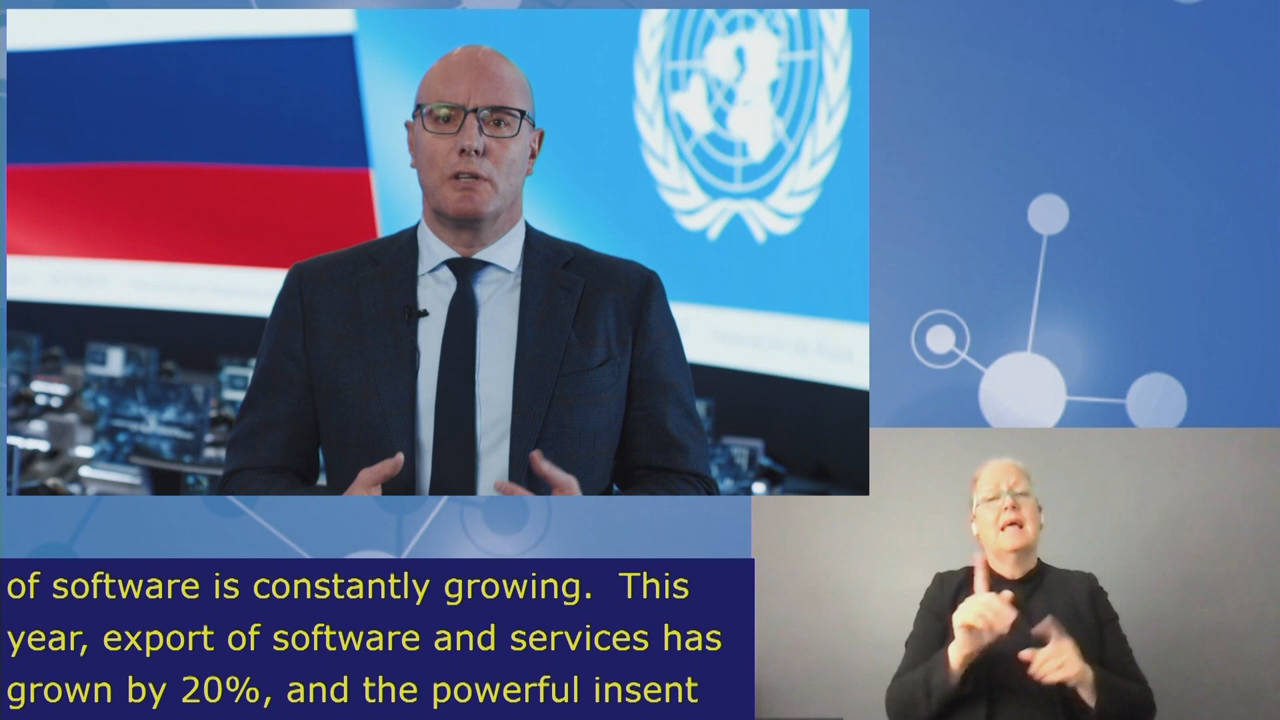 of software is constantly growing.  This
year, export of software and services has
grown by 20%, and the powerful insent